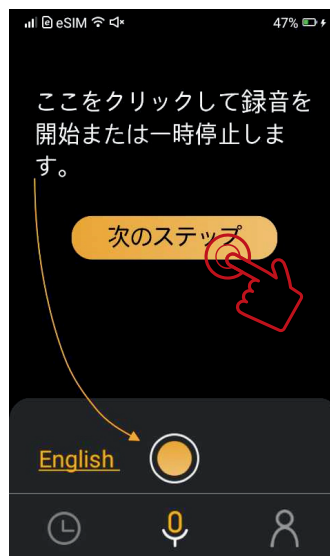 eSIM
47%
ここをクリックして録音を
開始または一時停止しま
す。
次のステップ
English